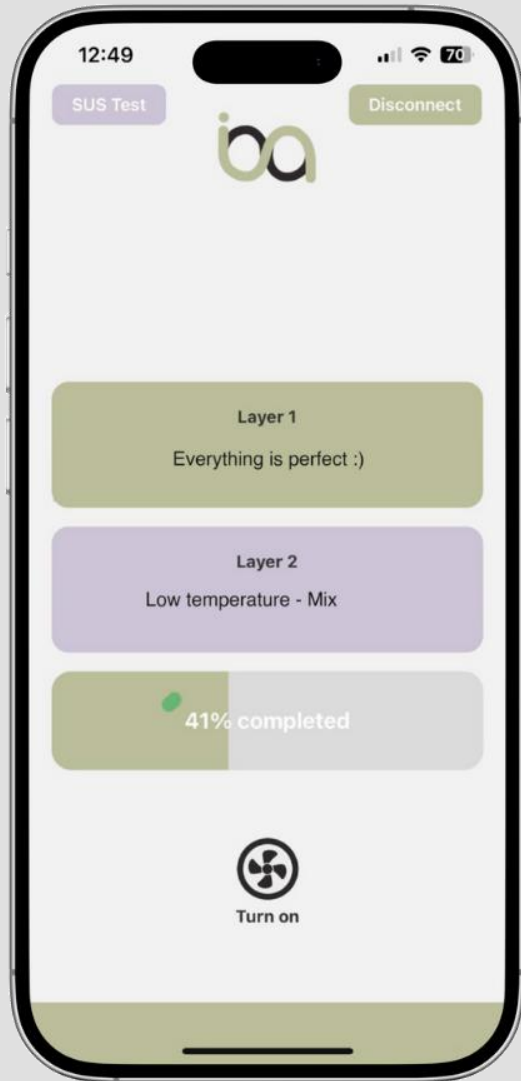 12:49
70
SUS Test
Disconnect
iba
Layer 1
Everything is perfect :)
Layer 2
Low temperature - Mix
41% completed
Turn on